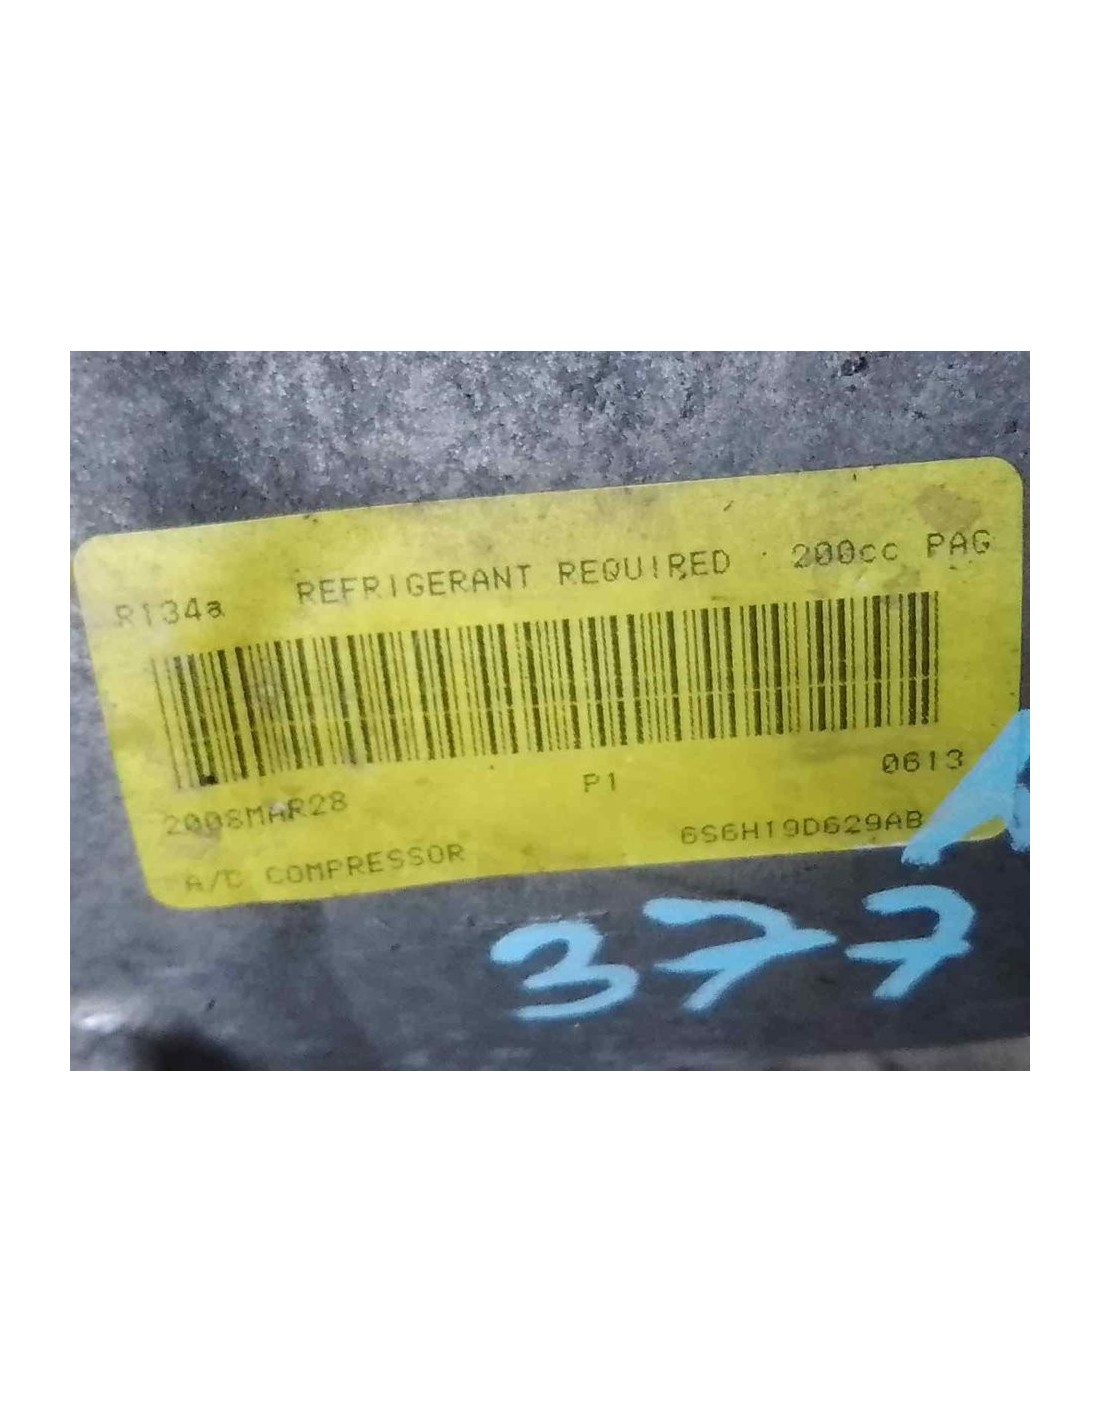 R134a REFRIGERANT REQUIRED 200cc PAG
2008MAR28 P1 0613
A/C COMPRESSOR 6S6H19D629AB
377